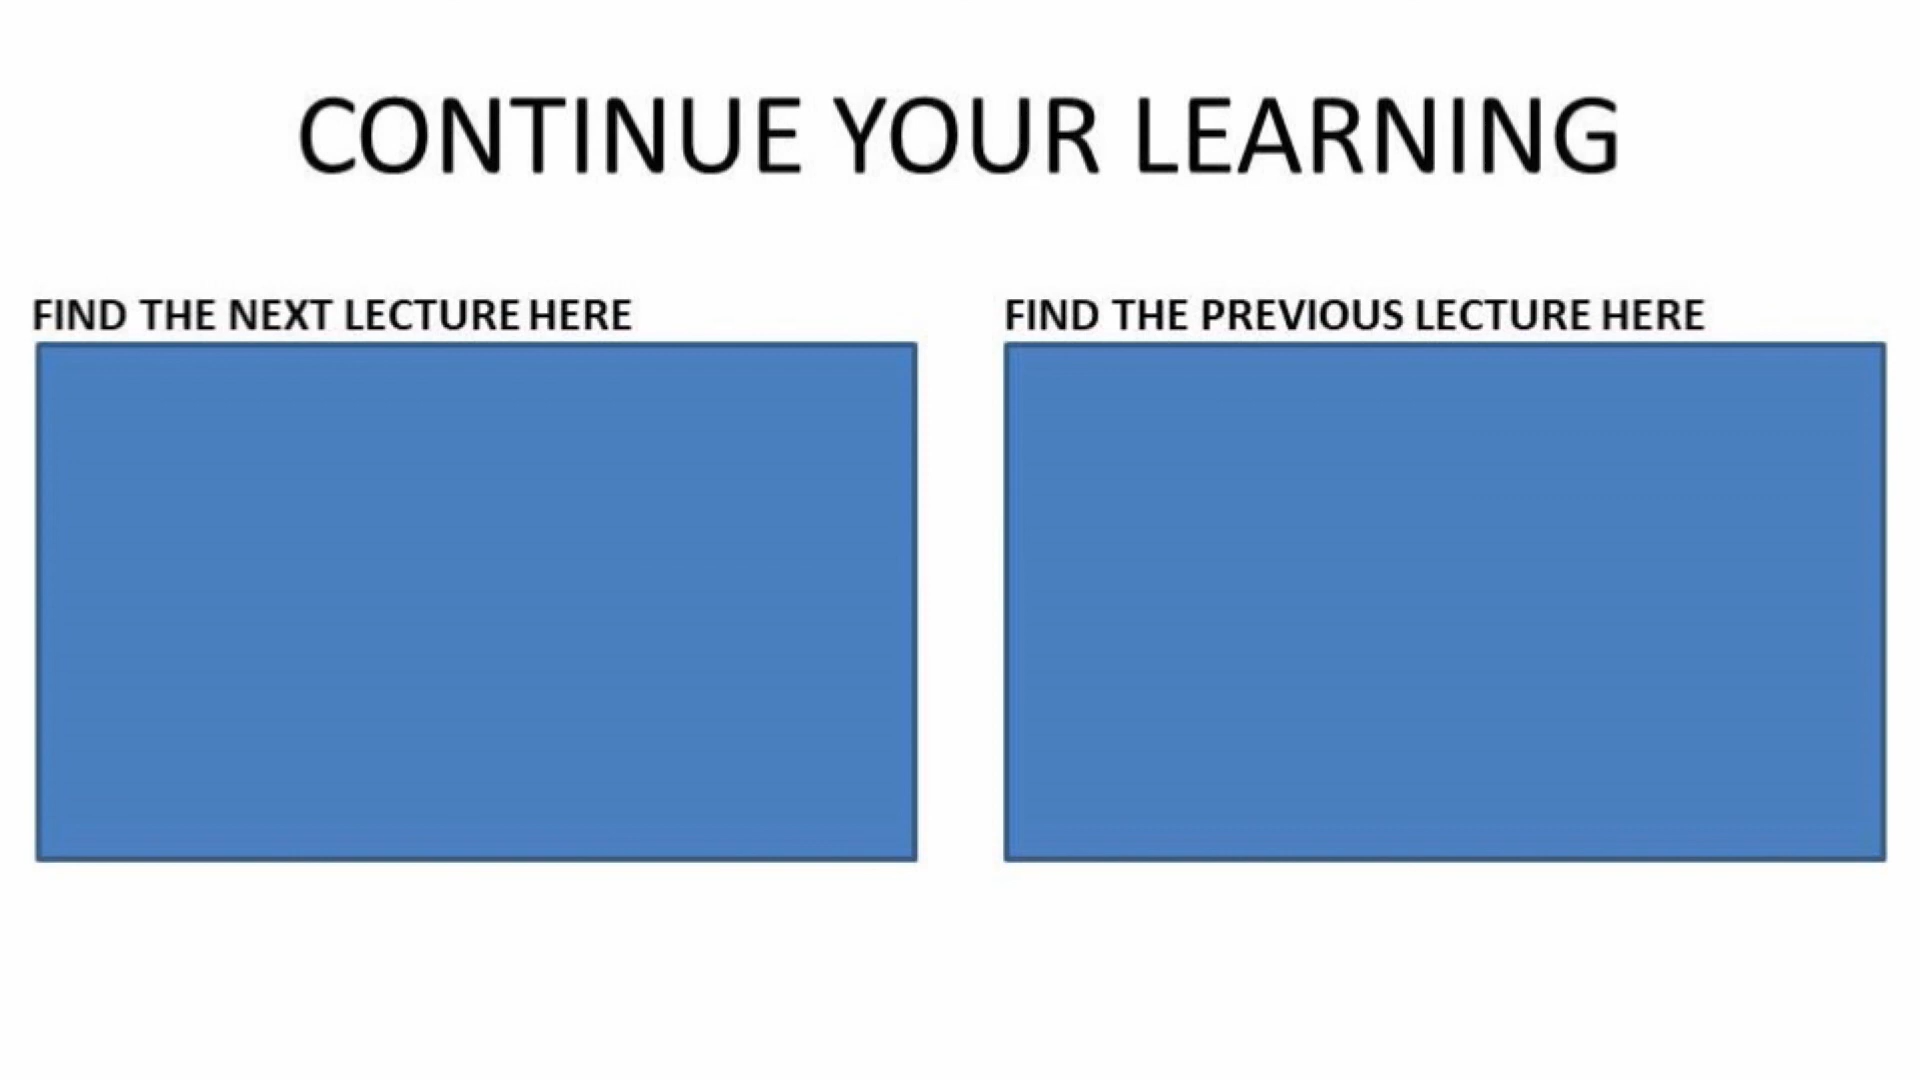 CONTINUE YOUR LEARNING
FIND THE NEXT LECTURE HERE
FIND THE PREVIOUS LECTURE HERE